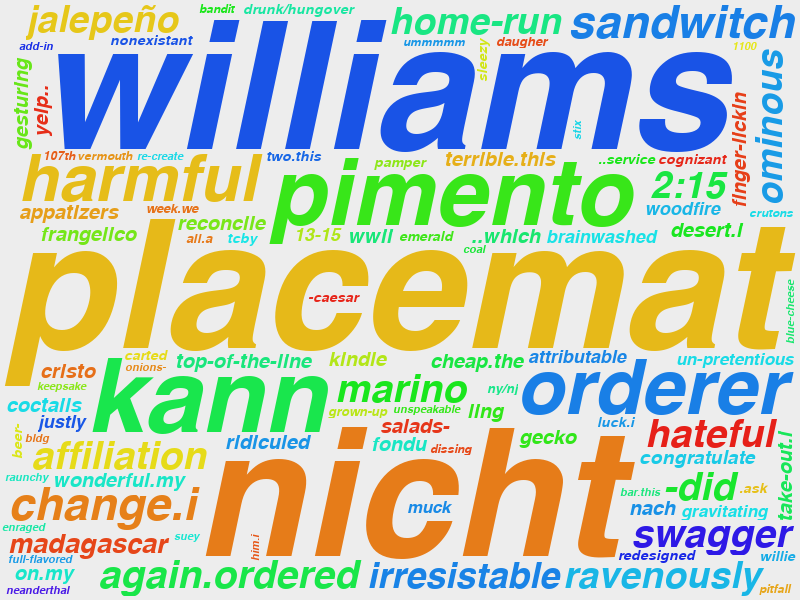 jalepeño
bandit
drunk/hungover
home-run
sandwitch
add-in
nonexistant
ummmmm
daugher
1100
williams
sleezy
gesturing
yelp..
stix
ominous
finger-lickin
107th
vermouth
re-create
two.this
pamper
terrible.this
..service
cognizant
harmful
pimento
2:15
appatizers
week.we
woodfire
crutons
frangelico
reconcile
all.a
tcby
13-15
wwii
emerald
..which
brainwashed
desert.i
coal
placemat
-caesar
blue-cheese
carted
onions-
top-of-the-line
kindle
cheap.the
attributable
un-pretentious
cristo
keepsake
kann
marino
ny/nj
orderer
coctails
grown-up
unspeakable
ling
justly
luck.i
salads-
beer-
bldg
ridiculed
fondu
dissing
gecko
hateful
affiliation
nicht
congratulate
take-out.i
raunchy
wonderful.my
bar.this
-did
.ask
change.i
muck
nach
gravitating
enraged
madagascar
suey
him.i
swagger
full-flavored
redesigned
willie
on.my
again.ordered
irresistable
ravenously
neanderthal
pitfall